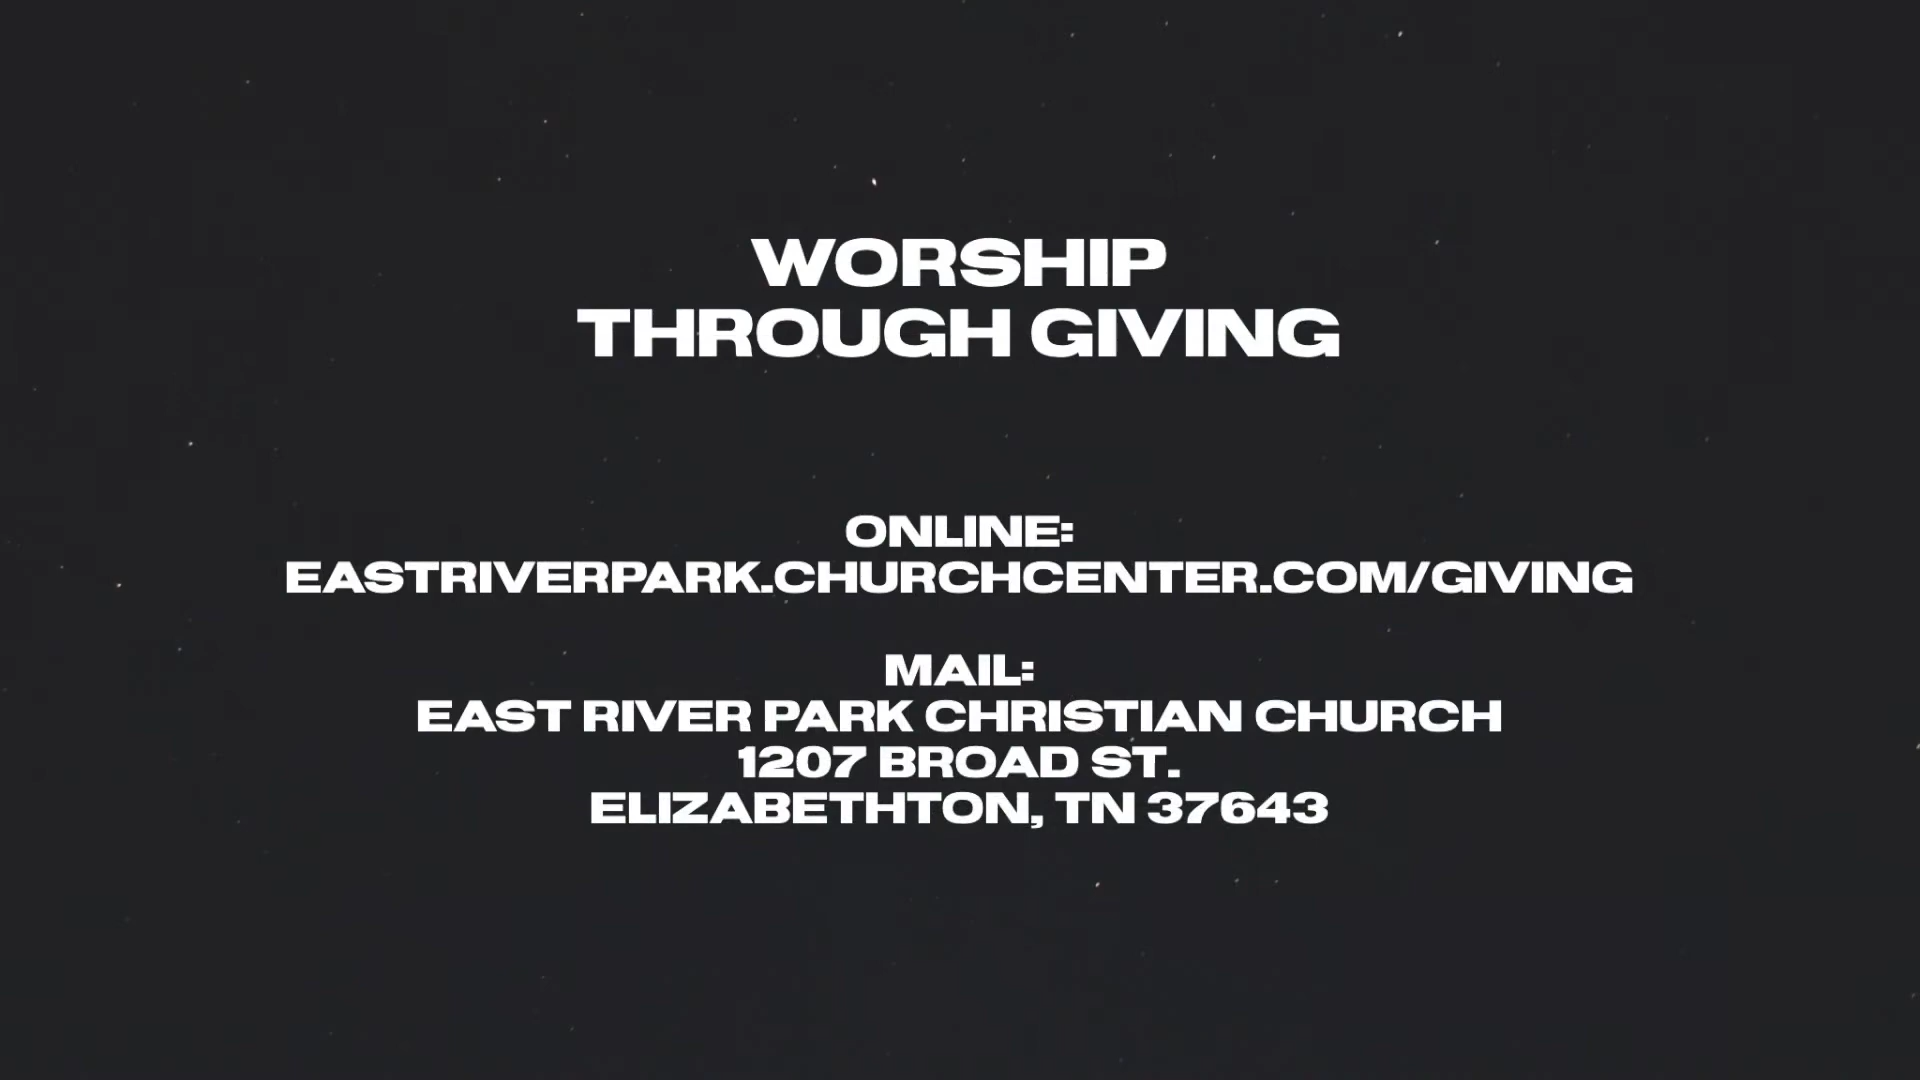 WORSHIP
THROUGH GIVING
ONLINE:
EASTRIVERPARK.CHURCHCENTER.COM/GIVING
MAIL:
EAST RIVER PARK CHRISTIAN CHURCH
1207 BROAD ST.
ELIZABETHTON, TN 37643